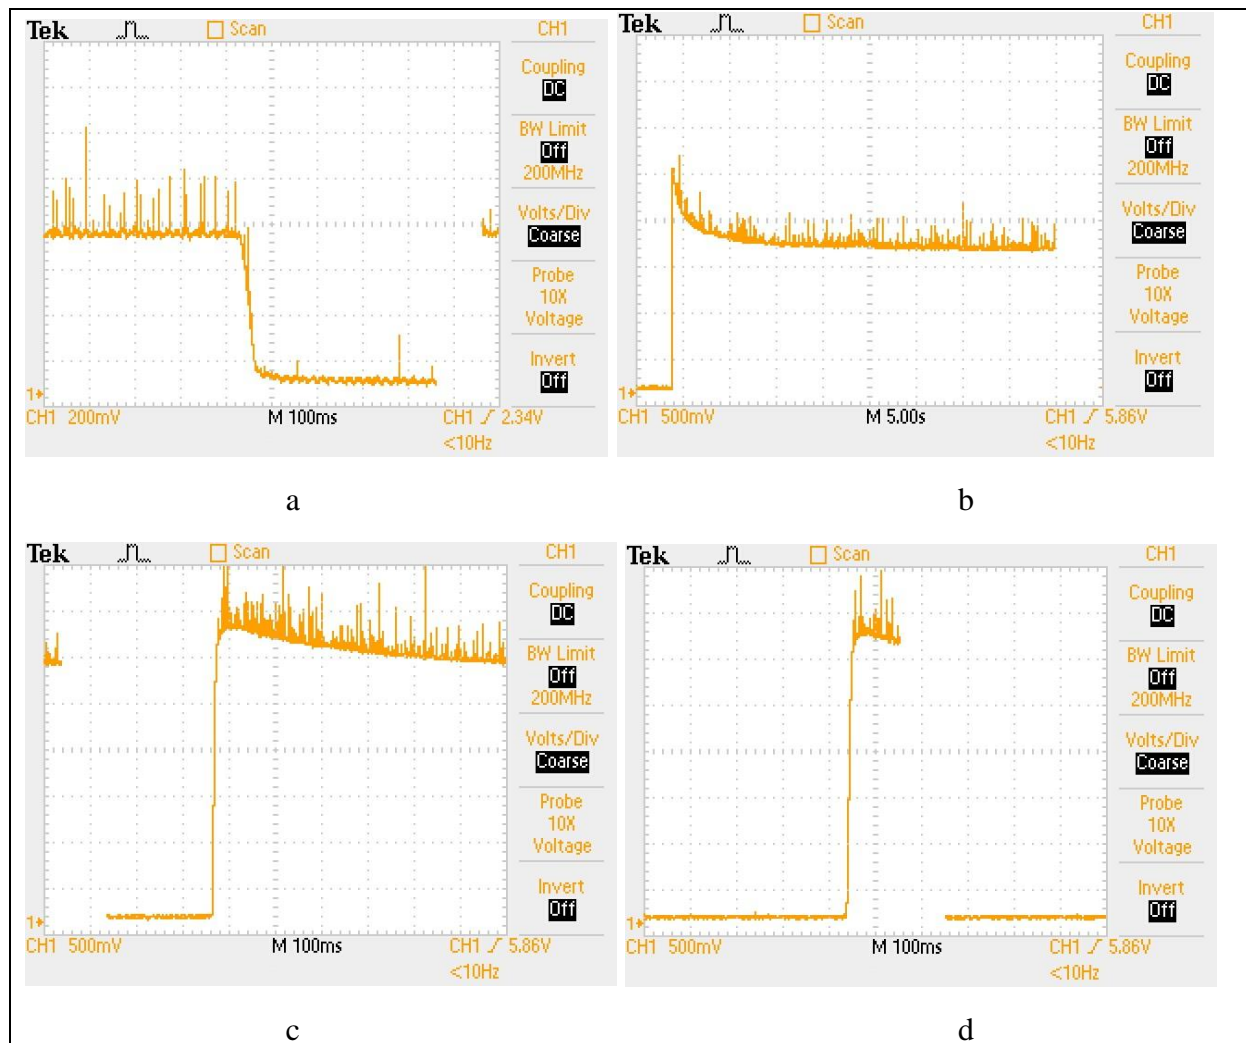 Tek Scan CH1
Coupling
DC
BW Limit
Off
200MHz
Volts/Div
Coarse
Probe
10X
Voltage
Invert
Off
1
CH1 200mV M 100ms CH1 2.34V
<10Hz
a
Tek Scan CH1
Coupling
DC
BW Limit
Off
200MHz
Volts/Div
Coarse
Probe
10X
Voltage
Invert
Off
1
CH1 500mV M 5.00s CH1 5.86V
<10Hz
b
Tek Scan CH1
Coupling
DC
BW Limit
Off
200MHz
Volts/Div
Coarse
Probe
10X
Voltage
Invert
Off
1
CH1 500mV M 100ms CH1 5.86V
<10Hz
c
Tek Scan CH1
Coupling
DC
BW Limit
Off
200MHz
Volts/Div
Coarse
Probe
10X
Voltage
Invert
Off
1
CH1 500mV M 100ms CH1 5.86V
<10Hz
d